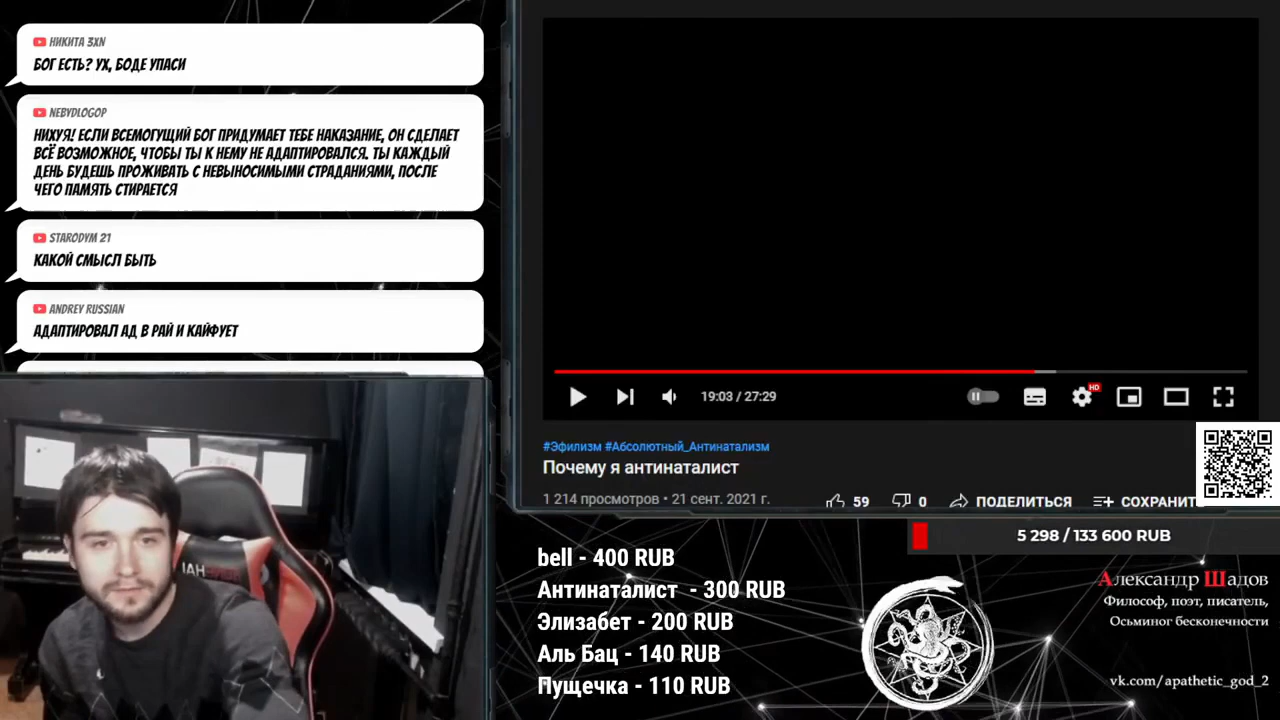 НИКИТА 3XN
БОГ ЕСТЬ? УХ, БОДЕ УПАСИ
NEBYDLOGOP
НИХУЯ! ЕСЛИ ВСЕМОГУЩИЙ БОГ ПРИДУМАЕТ ТЕБЕ НАКАЗАНИЕ, ОН СДЕЛАЕТ
ВСЁ ВОЗМОЖНОЕ, ЧТОБЫ ТЫ К НЕМУ НЕ АДАПТИРОВАЛСЯ. ТЫ КАЖДЫЙ
ДЕНЬ БУДЕШЬ ПРОЖИВАТЬ С НЕВЫНОСИМЫМИ СТРАДАНИЯМИ, ПОСЛЕ
ЧЕГО ПАМЯТЬ СТИРАЕТСЯ
STARODYM 21
КАКОЙ СМЫСЛ БЫТЬ
ANDREY RUSSIAN
АДАПТИРОВАЛ АД В РАЙ И КАЙФУЕТ
19:03 / 27:29
HD
#Эфилизм #Абсолютный_Антинатализм
Почему я антинаталист
1 214 просмотров • 21 сент. 2021 г.
59
0
ПОДЕЛИТЬСЯ
СОХРАНИТЬ
5 298 / 133 600 RUB
bell - 400 RUB
Антинаталист - 300 RUB
Элизабет - 200 RUB
Аль Бац - 140 RUB
Пущечка - 110 RUB
Александр Шадов
Философ, поэт, писатель,
Осьминог бесконечности
vk.com/apathetic_god_2